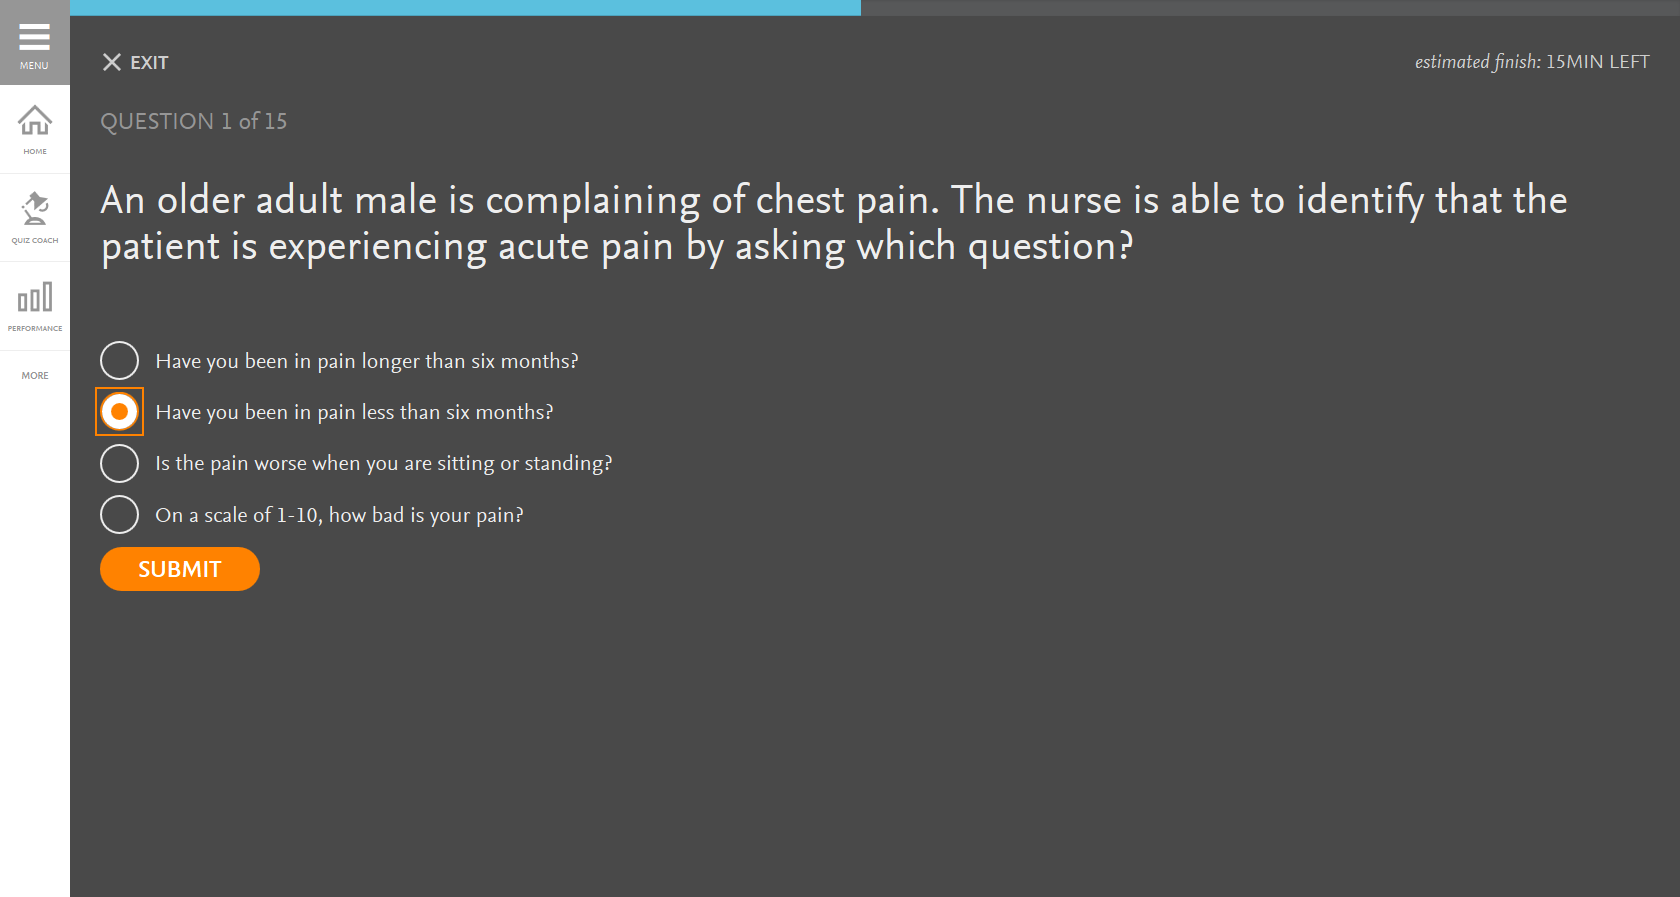 MENU
HOME
QUIZ COACH
PERFORMANCE
MORE
EXIT
estimated finish: 15MIN LEFT
QUESTION 1 of 15
An older adult male is complaining of chest pain. The nurse is able to identify that the
patient is experiencing acute pain by asking which question?
Have you been in pain longer than six months?
Have you been in pain less than six months?
Is the pain worse when you are sitting or standing?
On a scale of 1-10, how bad is your pain?
SUBMIT